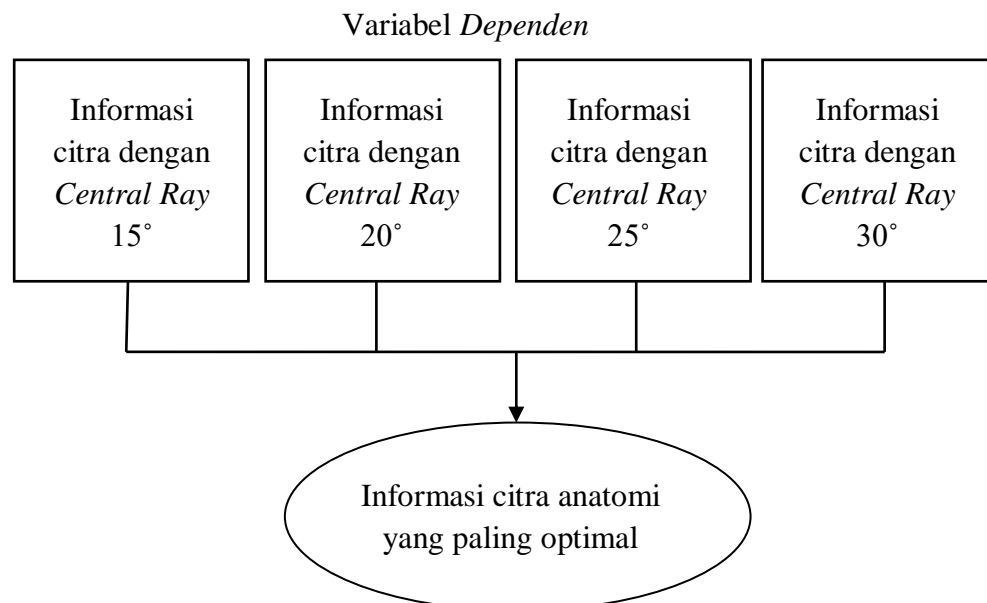 Variabel Dependen
Informasi
citra dengan
Central Ray
15˚
Informasi
citra dengan
Central Ray
20˚
Informasi
citra dengan
Central Ray
25˚
Informasi
citra dengan
Central Ray
30˚
Informasi citra anatomi
yang paling optimal